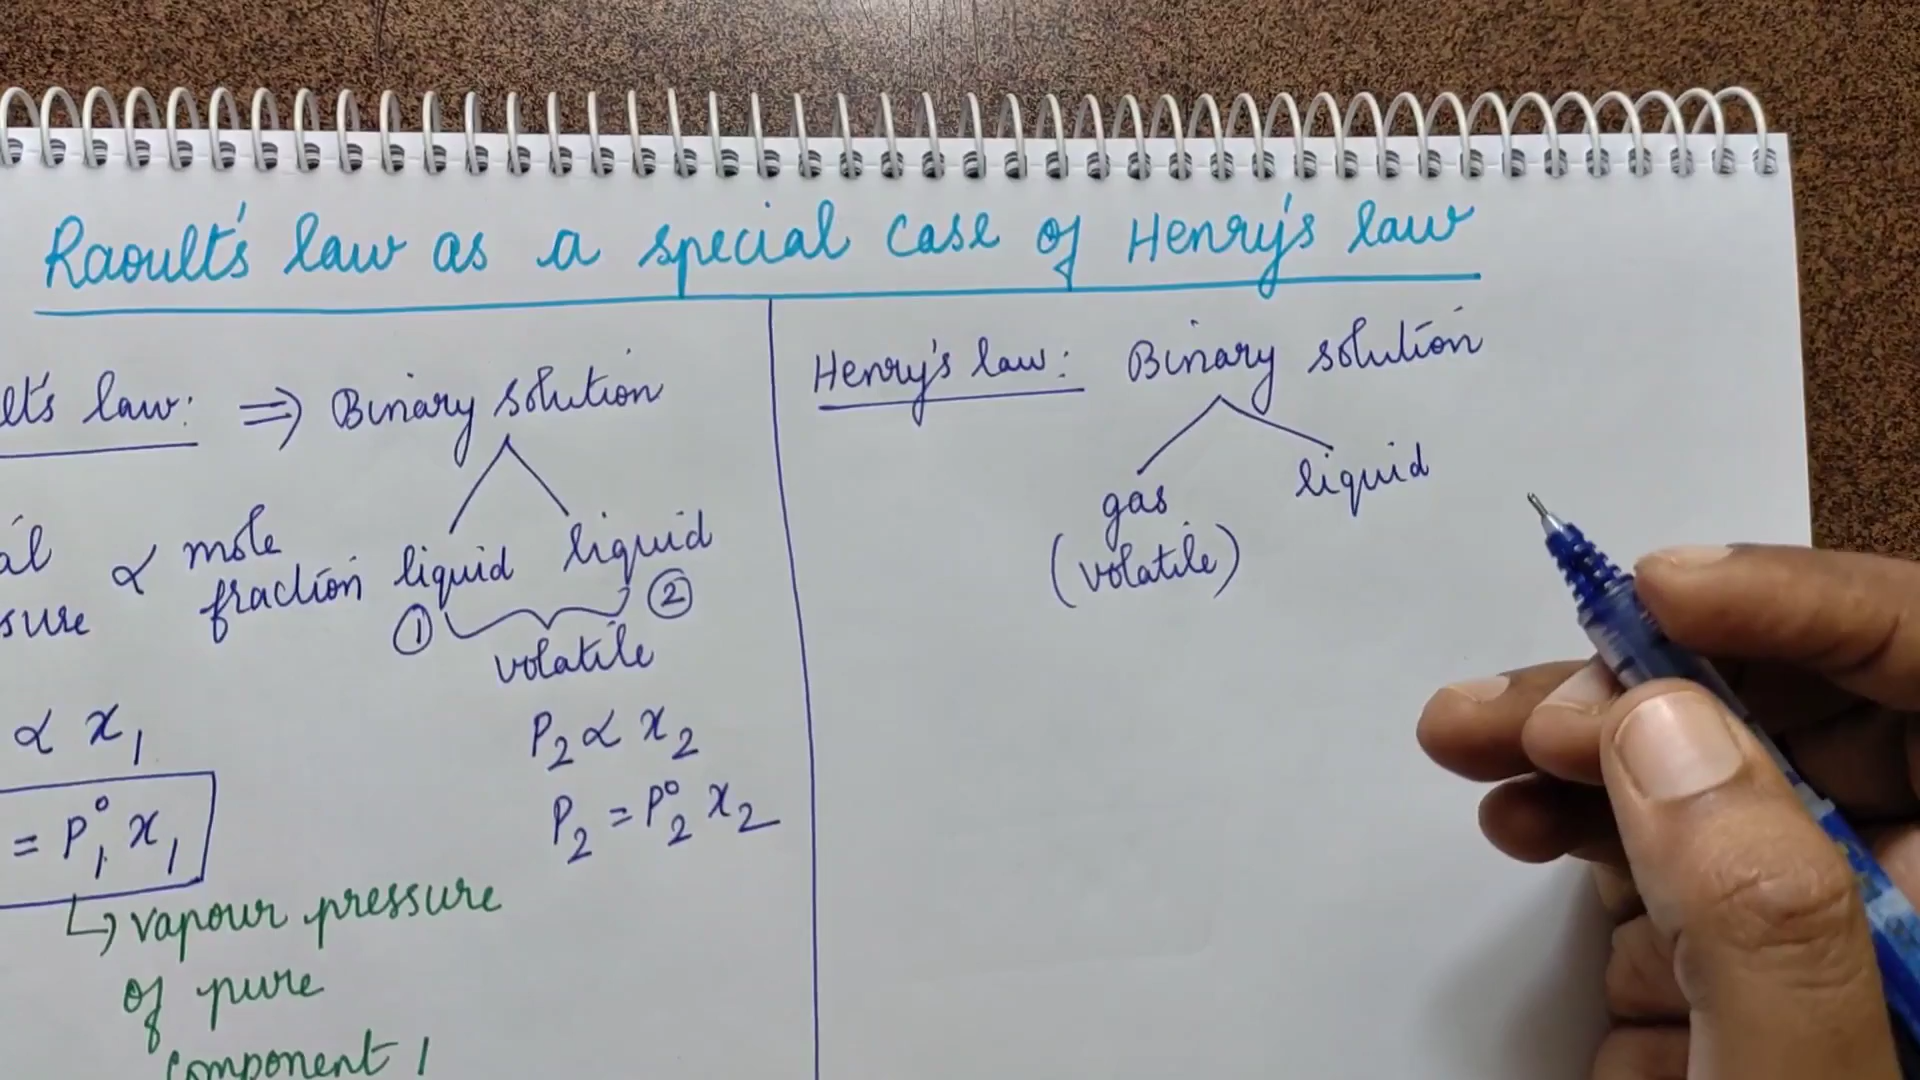 Raoult's law as a special case of Henry's law
lt's law: ⇒ Binary solution
liquid liquid
① ②
volatile
al ∝ mole
sure fraction
∝ x₁
= P₁° x₁
↳ vapour pressure
of pure
component 1
P₂ ∝ x₂
P₂ = P₂° x₂
Henry's law: Binary solution
gas liquid
(volatile)